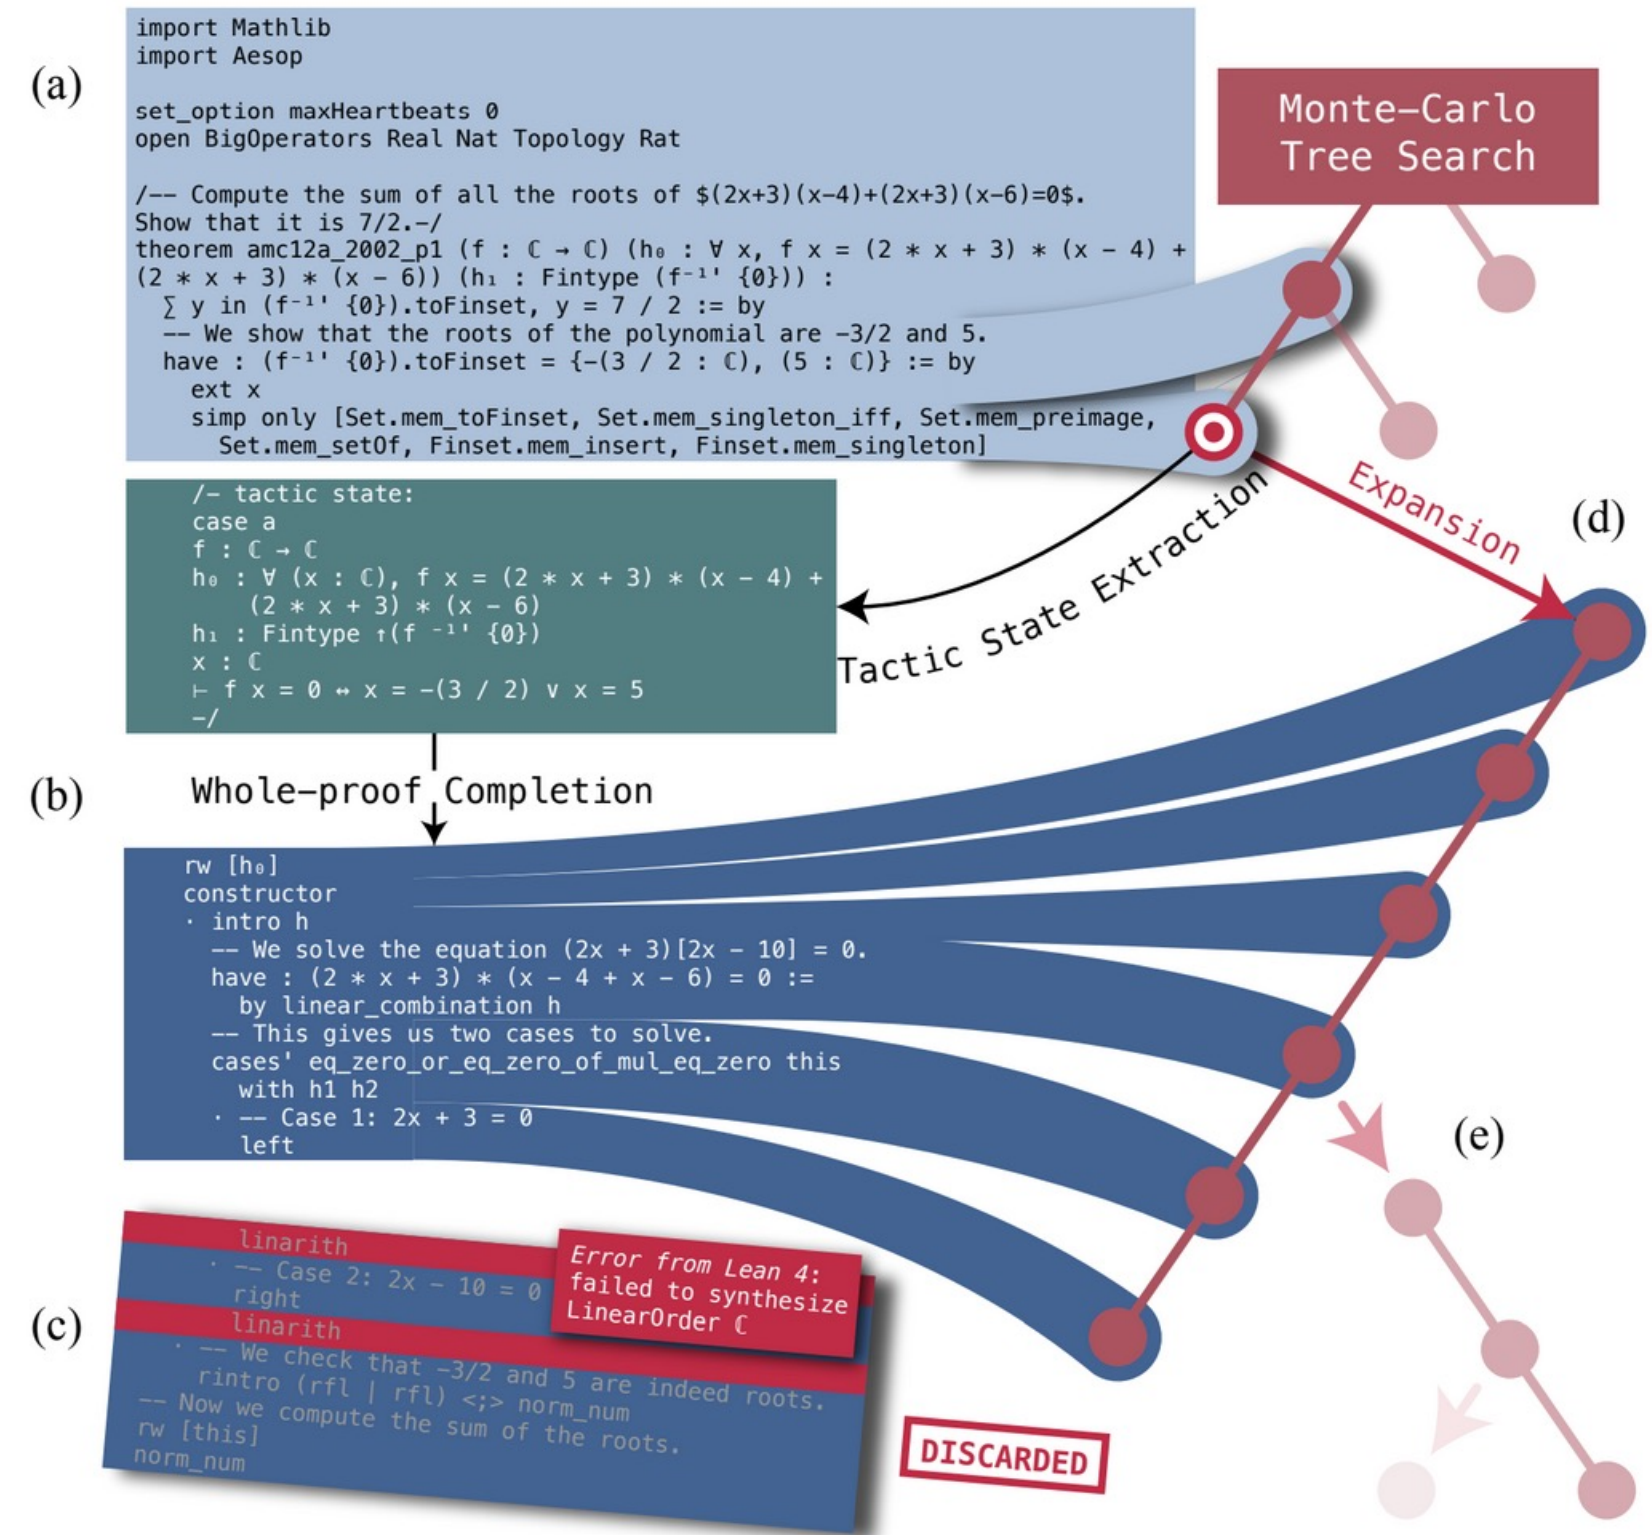 (a)
import Mathlib
import Aesop
set_option maxHeartbeats 0
open BigOperators Real Nat Topology Rat
/-- Compute the sum of all the roots of $(2x+3)(x-4)+(2x+3)(x-6)=0$.
Show that it is 7/2.-/
theorem amc12a_2002_p1 (f : ℂ → ℂ) (h₀ : ∀ x, f x = (2 * x + 3) * (x - 4) +
(2 * x + 3) * (x - 6)) (h₁ : Fintype (f⁻¹' {0})) :
∑ y in (f⁻¹' {0}).toFinset, y = 7 / 2 := by
-- We show that the roots of the polynomial are -3/2 and 5.
have : (f⁻¹' {0}).toFinset = {-(3 / 2 : ℂ), (5 : ℂ)} := by
ext x
simp only [Set.mem_toFinset, Set.mem_singleton_iff, Set.mem_preimage,
Set.mem_setOf, Finset.mem_insert, Finset.mem_singleton]
Monte-Carlo
Tree Search
/- tactic state:
case a
f : ℂ → ℂ
h₀ : ∀ (x : ℂ), f x = (2 * x + 3) * (x - 4) +
(2 * x + 3) * (x - 6)
h₁ : Fintype ↑(f ⁻¹' {0})
x : ℂ
⊢ f x = 0 ↔ x = -(3 / 2) ∨ x = 5
-/
Tactic State Extraction
Expansion
(d)
(b)
Whole-proof Completion
rw [h₀]
constructor
· intro h
-- We solve the equation (2x + 3)[2x - 10] = 0.
have : (2 * x + 3) * (x - 4 + x - 6) = 0 :=
by linear_combination h
-- This gives us two cases to solve.
cases' eq_zero_or_eq_zero_of_mul_eq_zero this
with h1 h2
· -- Case 1: 2x + 3 = 0
left
(e)
(c)
linarith
· -- Case 2: 2x - 10 = 0
right
linarith
· -- We check that -3/2 and 5 are indeed roots.
rintro (rfl | rfl) <;> norm_num
-- Now we compute the sum of the roots.
rw [this]
norm_num
Error from Lean 4:
failed to synthesize
LinearOrder ℂ
DISCARDED